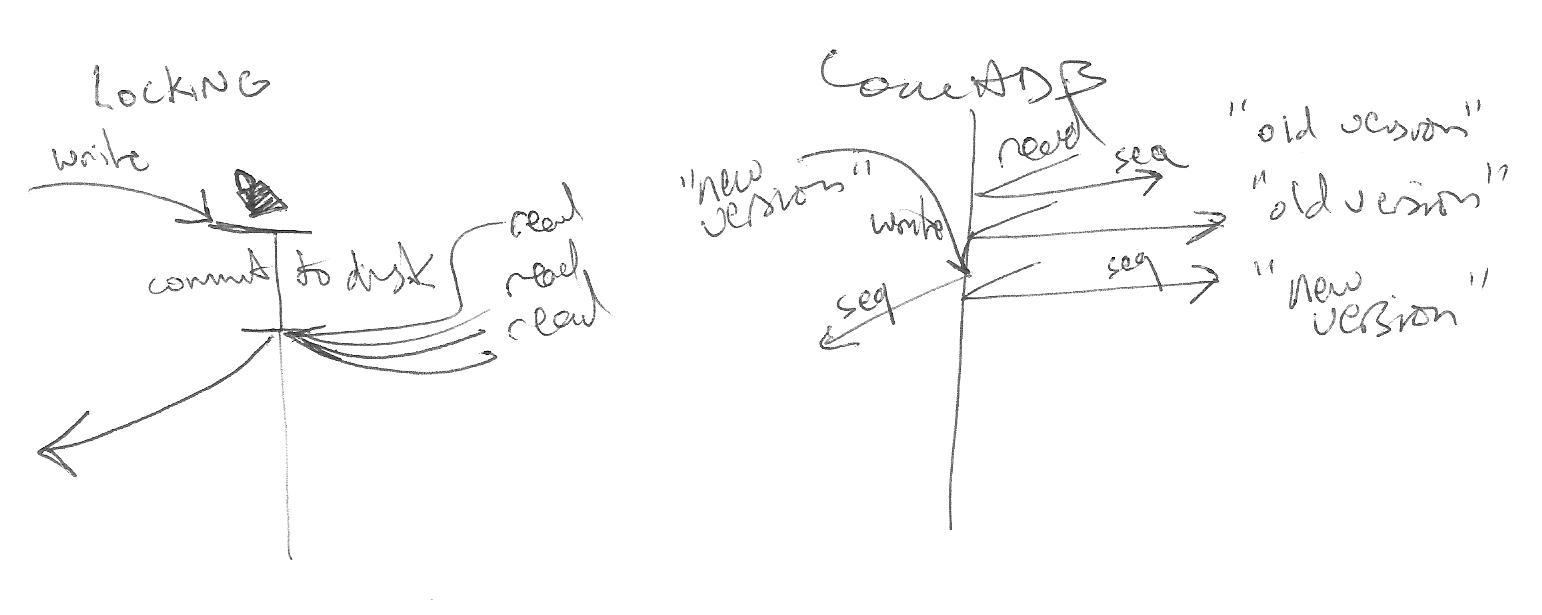 LOCKING
write
commit to disk
read
read
read
CouchDB
"new
version"
write
read
seq
seq
seq
"old version"
"old version"
"new
version"